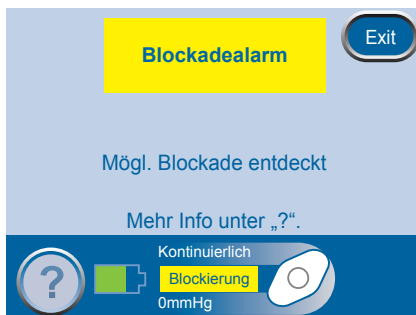 Blockadealarm
Exit
Mögl. Blockade entdeckt
Mehr Info unter „?“.
?
Kontinuierlich
Blockierung
0mmHg